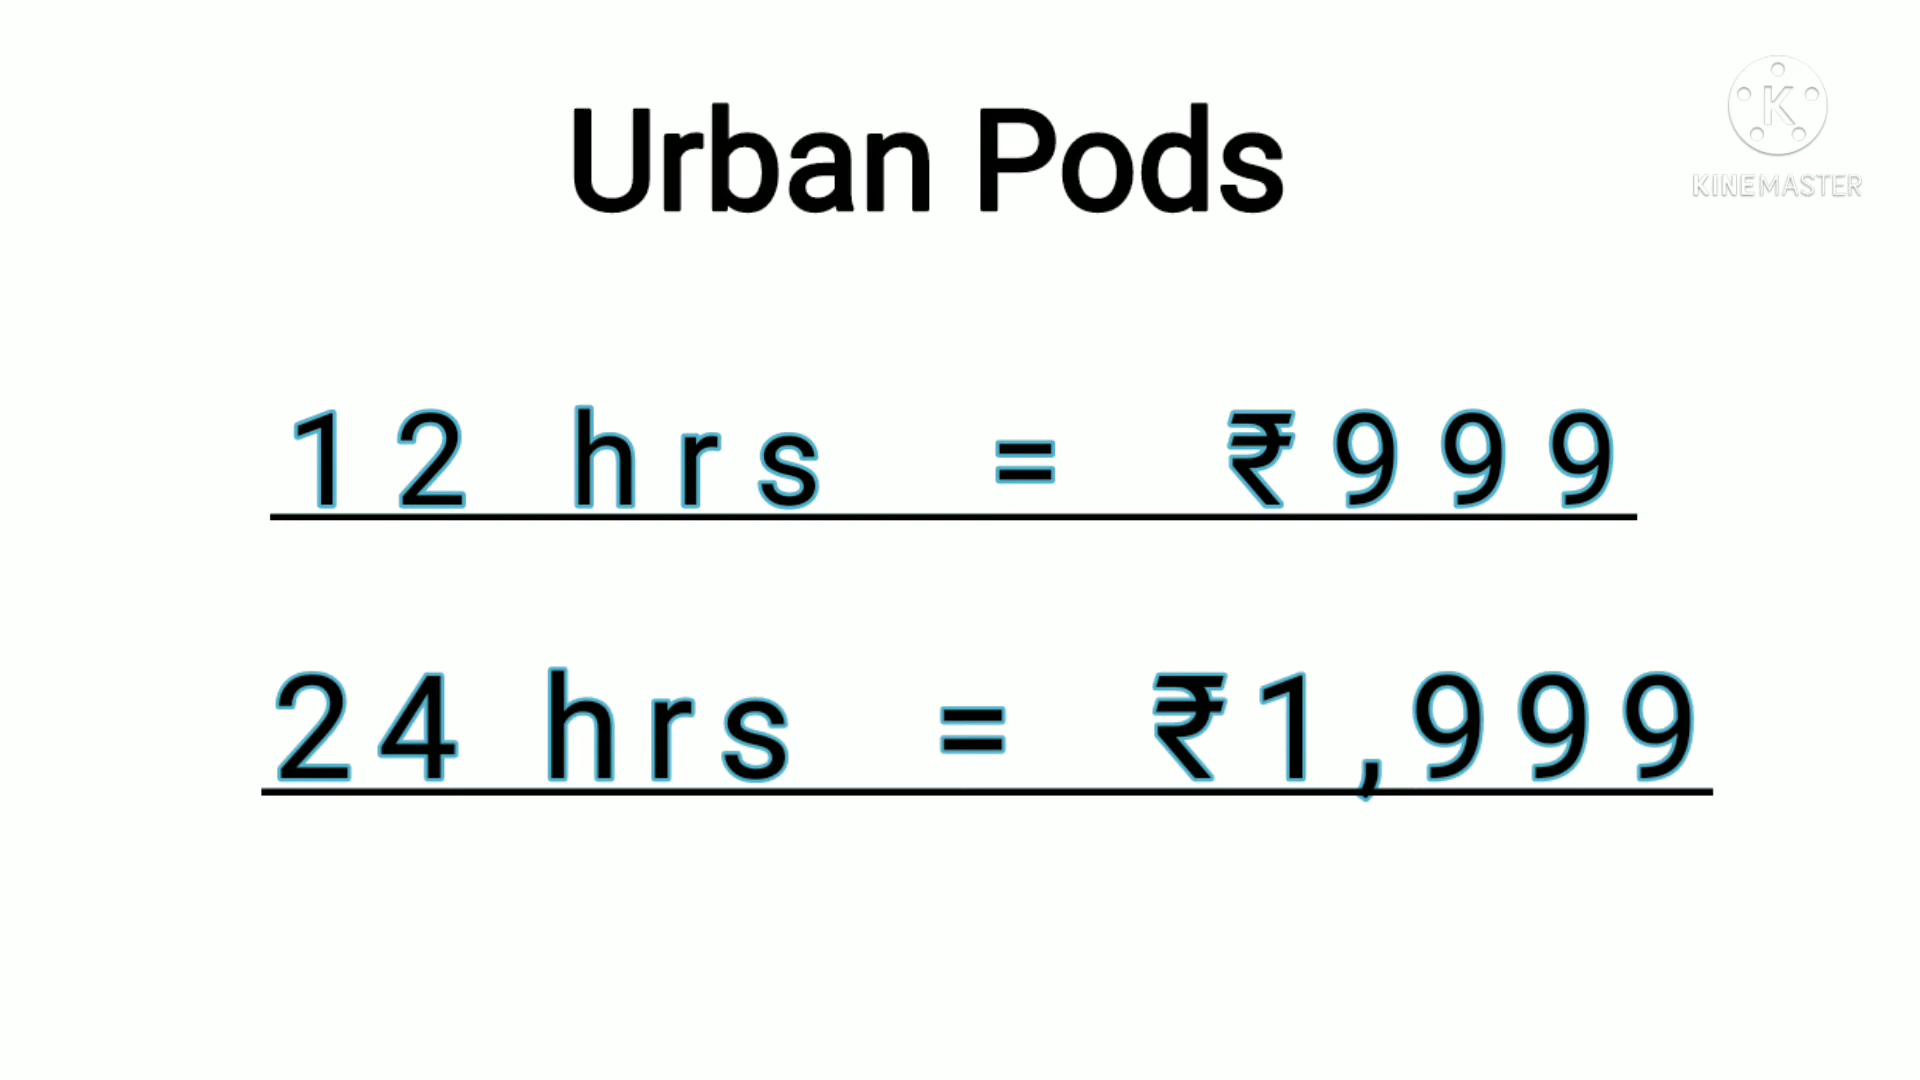 Urban Pods
KINEMASTER
12 hrs = ₹999
24 hrs = ₹1,999